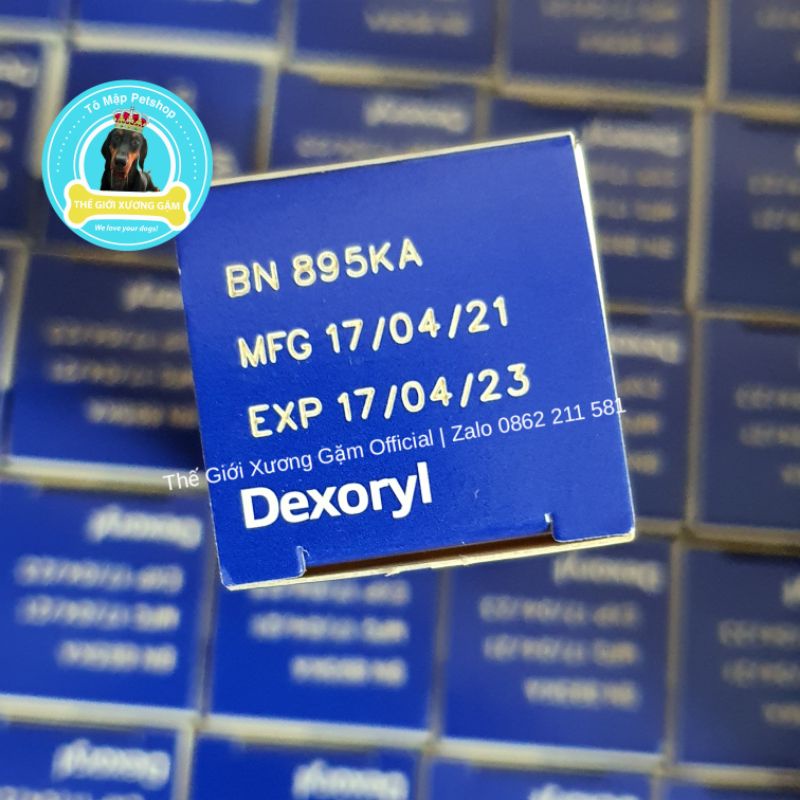 Tô Mập Petshop
THẾ GIỚI XƯƠNG GẶM
We love your dogs!
BN 895KA
MFG 17/04/21
EXP 17/04/23
Thế Giới Xương Gặm Official | Zalo 0862 211 581
Dexoryl